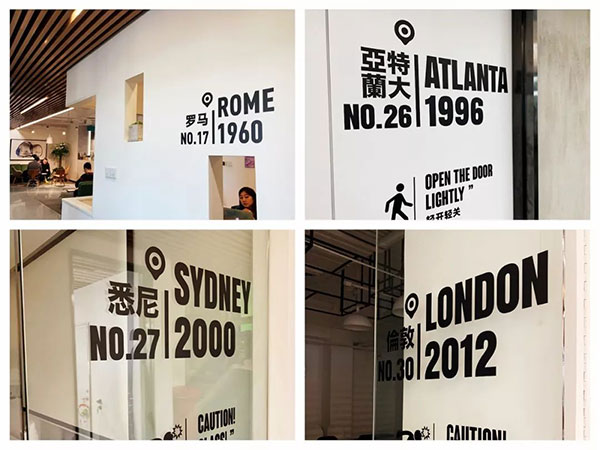 罗马
NO.17
ROME
1960
亞特
蘭大
NO.26
ATLANTA
1996
OPEN THE DOOR
LIGHTLY ”
轻开轻关
悉尼
NO.27
SYDNEY
2000
CAUTION!
GLASS! ”
倫敦
NO.30
LONDON
2012
CAUTION!